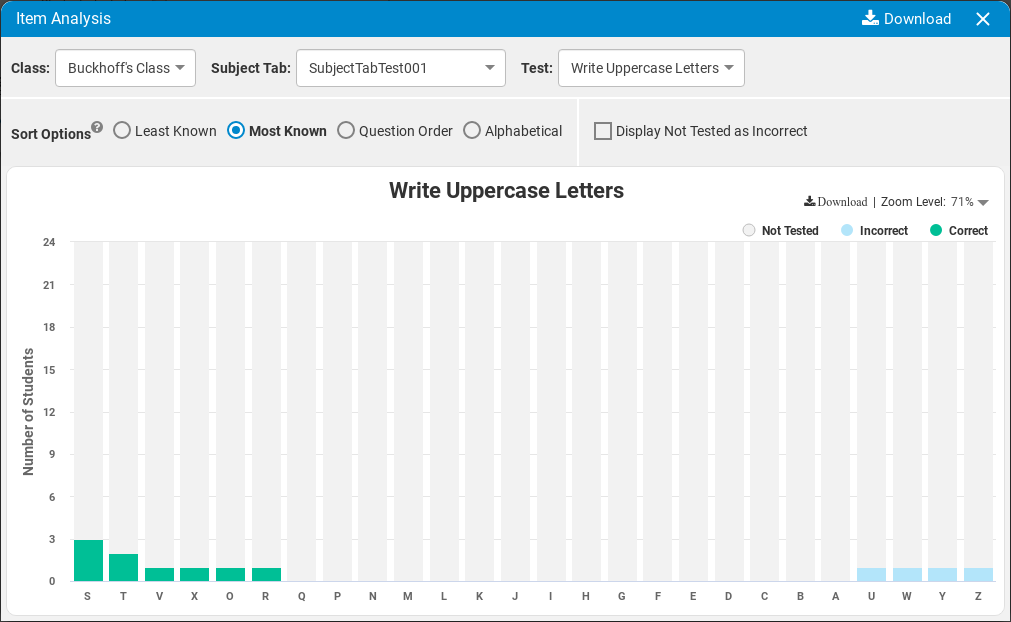 Item Analysis Download
Class: Buckhoff's Class Subject Tab: SubjectTabTest001 Test: Write Uppercase Letters
Sort Options ? Least Known Most Known Question Order Alphabetical Display Not Tested as Incorrect
Write Uppercase Letters
Download | Zoom Level: 71%
Not Tested Incorrect Correct
Number of Students
24
21
18
15
12
9
6
3
0
S T V X O R Q P N M L K J I H G F E D C B A U W Y Z